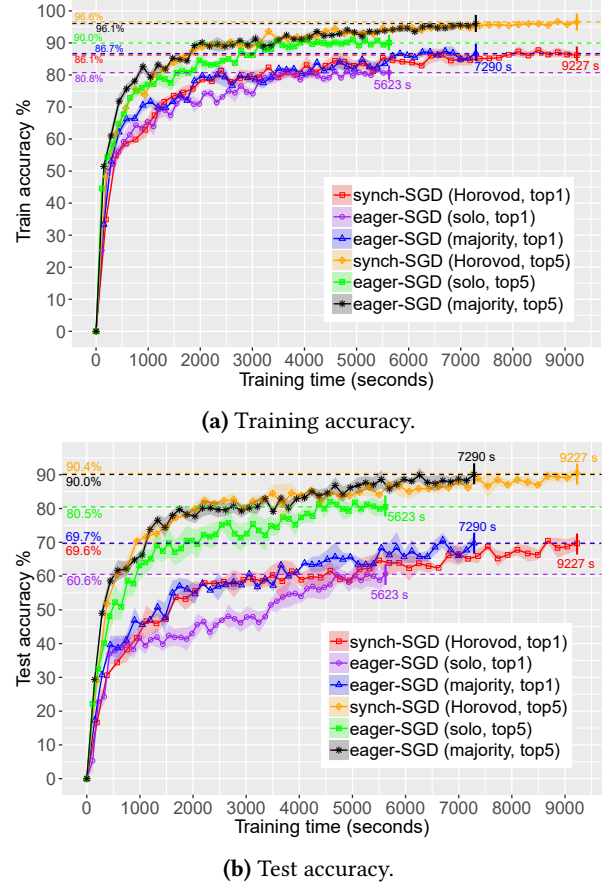 96.6%
96.1%
90.0%
86.7%
86.1%
80.8%
5623 s
7290 s
9227 s
Train accuracy %
100
90
80
70
60
50
40
30
20
10
0
synch-SGD (Horovod, top1)
eager-SGD (solo, top1)
eager-SGD (majority, top1)
synch-SGD (Horovod, top5)
eager-SGD (solo, top5)
eager-SGD (majority, top5)
0 1000 2000 3000 4000 5000 6000 7000 8000 9000
Training time (seconds)
(a) Training accuracy.
7290 s
9227 s
90.4%
90.0%
80.5%
5623 s
69.7%
7290 s
69.6%
9227 s
60.6%
5623 s
Test accuracy %
90
80
70
60
50
40
30
20
10
0
synch-SGD (Horovod, top1)
eager-SGD (solo, top1)
eager-SGD (majority, top1)
synch-SGD (Horovod, top5)
eager-SGD (solo, top5)
eager-SGD (majority, top5)
0 1000 2000 3000 4000 5000 6000 7000 8000 9000
Training time (seconds)
(b) Test accuracy.